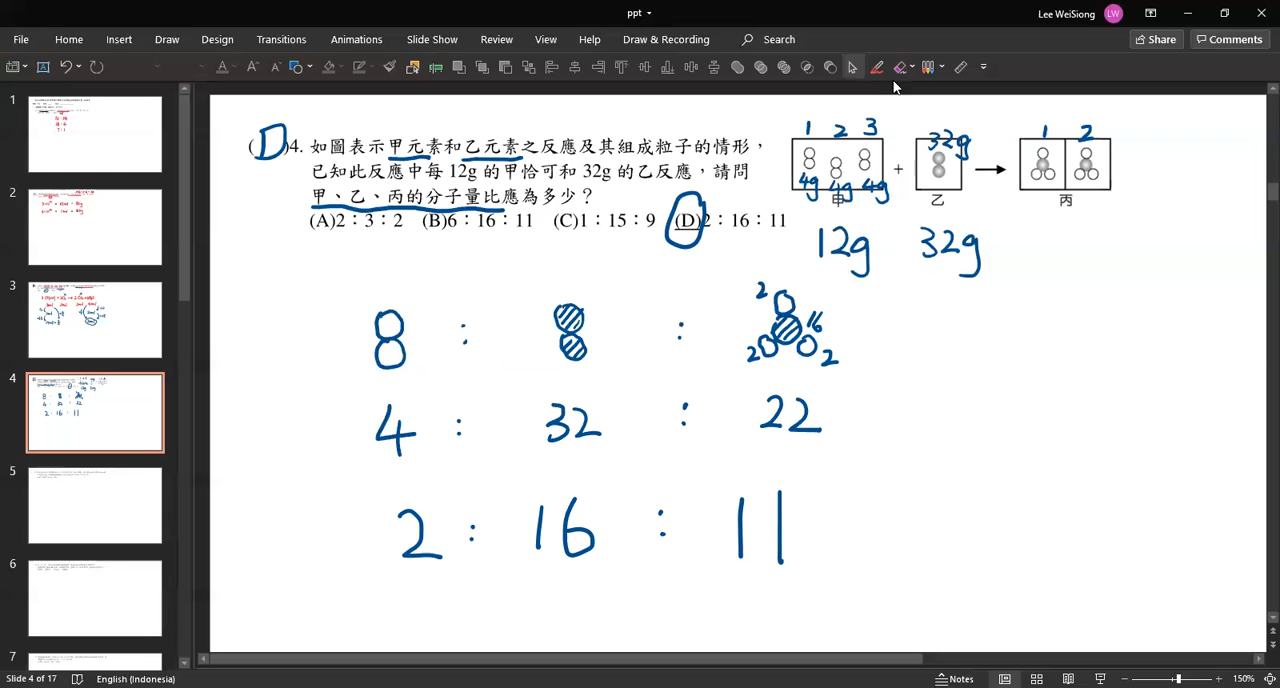 ppt
Lee WeiSiong LW
File Home Insert Draw Design Transitions Animations Slide Show Review View Help Draw & Recording Search Share Comments
1
2
3
4
5
6
7
(D)4. 如圖表示甲元素和乙元素之反應及其組成粒子的情形，
已知此反應中每 12g 的甲恰可和 32g 的乙反應，請問
甲、乙、丙的分子量比應為多少？
(A)2：3：2 (B)6：16：11 (C)1：15：9 (D)2：16：11
1 2 3
4g 4g 4g
甲
+
32g
乙
1 2
丙
12g 32g
: :
2 16 2 2
4 : 32 : 22
2 : 16 : 11
Slide 4 of 17 English (Indonesia) Notes 150%